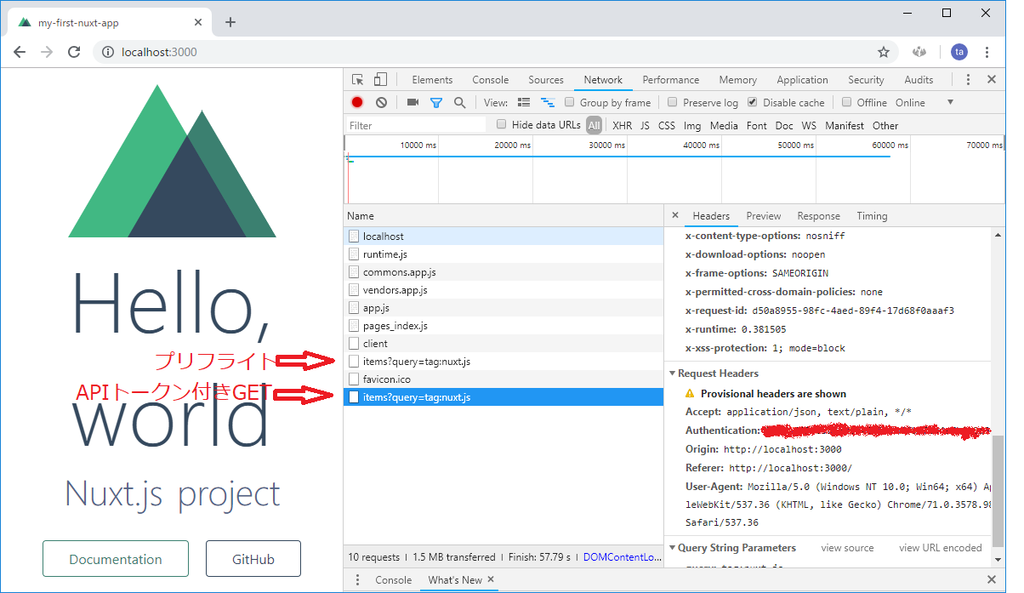 my-first-nuxt-app
localhost:3000
ta
Elements Console Sources Network Performance Memory Application Security Audits
View: Group by frame Preserve log Disable cache Offline Online
Filter Hide data URLs All XHR JS CSS Img Media Font Doc WS Manifest Other
10000 ms 20000 ms 30000 ms 40000 ms 50000 ms 60000 ms 70000 ms
Hello,
world
Nuxt.js project
Documentation GitHub
プリフライト
APIトークン付きGET
Name
localhost
runtime.js
commons.app.js
vendors.app.js
app.js
pages_index.js
client
items?query=tag:nuxt.js
favicon.ico
items?query=tag:nuxt.js
Headers Preview Response Timing
x-content-type-options: nosniff
x-download-options: noopen
x-frame-options: SAMEORIGIN
x-permitted-cross-domain-policies: none
x-request-id: d50a8955-98fc-4aed-89f4-17d68f0aaaf3
x-runtime: 0.381505
x-xss-protection: 1; mode=block
Request Headers
Provisional headers are shown
Accept: application/json, text/plain, */*
Authentication:
Origin: http://localhost:3000
Referer: http://localhost:3000/
User-Agent: Mozilla/5.0 (Windows NT 10.0; Win64; x64) Ap
leWebKit/537.36 (KHTML, like Gecko) Chrome/71.0.3578.98
Safari/537.36
Query String Parameters view source view URL encoded
query: tag:nuxt.js
10 requests | 1.5 MB transferred | Finish: 57.79 s | DOMContentLo...
Console What's New